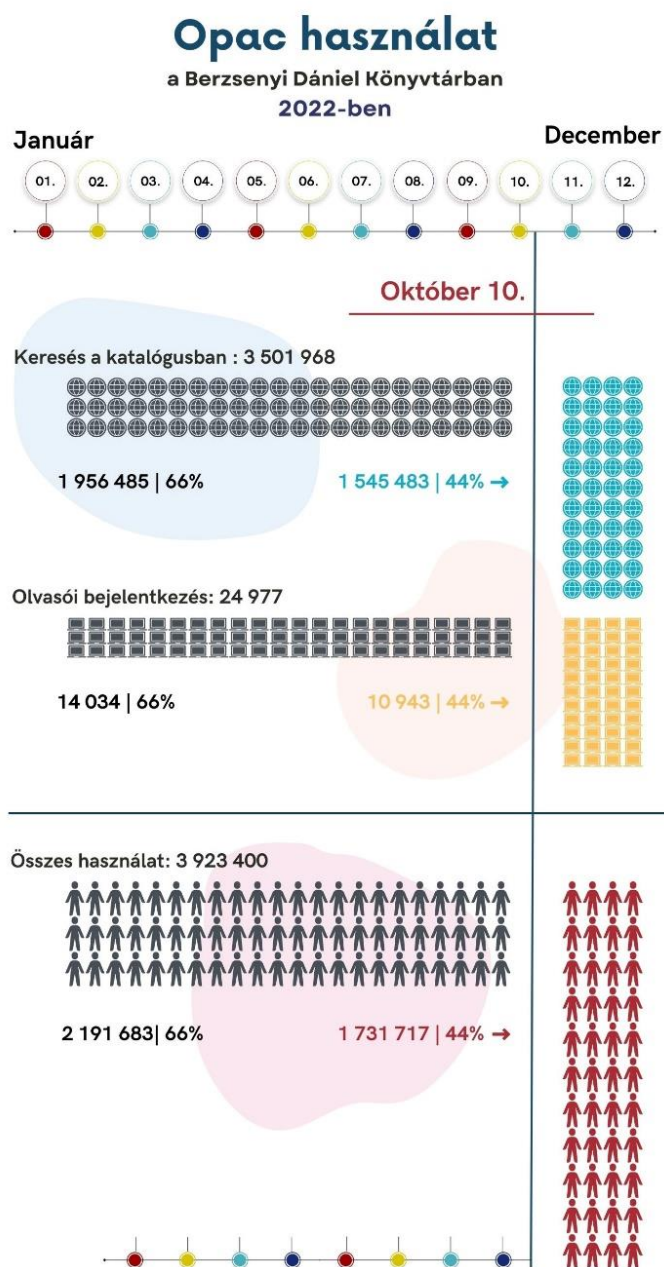 Opac használat
a Berzsenyi Dániel Könyvtárban
2022-ben
Január
December
01. 02. 03. 04. 05. 06. 07. 08. 09. 10. 11. 12.
Október 10.
Keresés a katalógusban : 3 501 968
1 956 485 | 66% 1 545 483 | 44% →
Olvasói bejelentkezés: 24 977
14 034 | 66% 10 943 | 44% →
Összes használat: 3 923 400
2 191 683| 66% 1 731 717 | 44% →